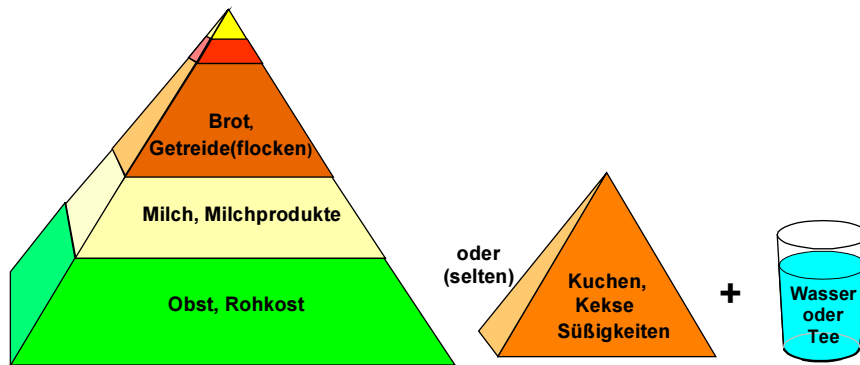 Brot,
Getreide(flocken)
Milch, Milchprodukte
Obst, Rohkost
oder
(selten)
Kuchen,
Kekse
Süßigkeiten
+
Wasser
oder
Tee